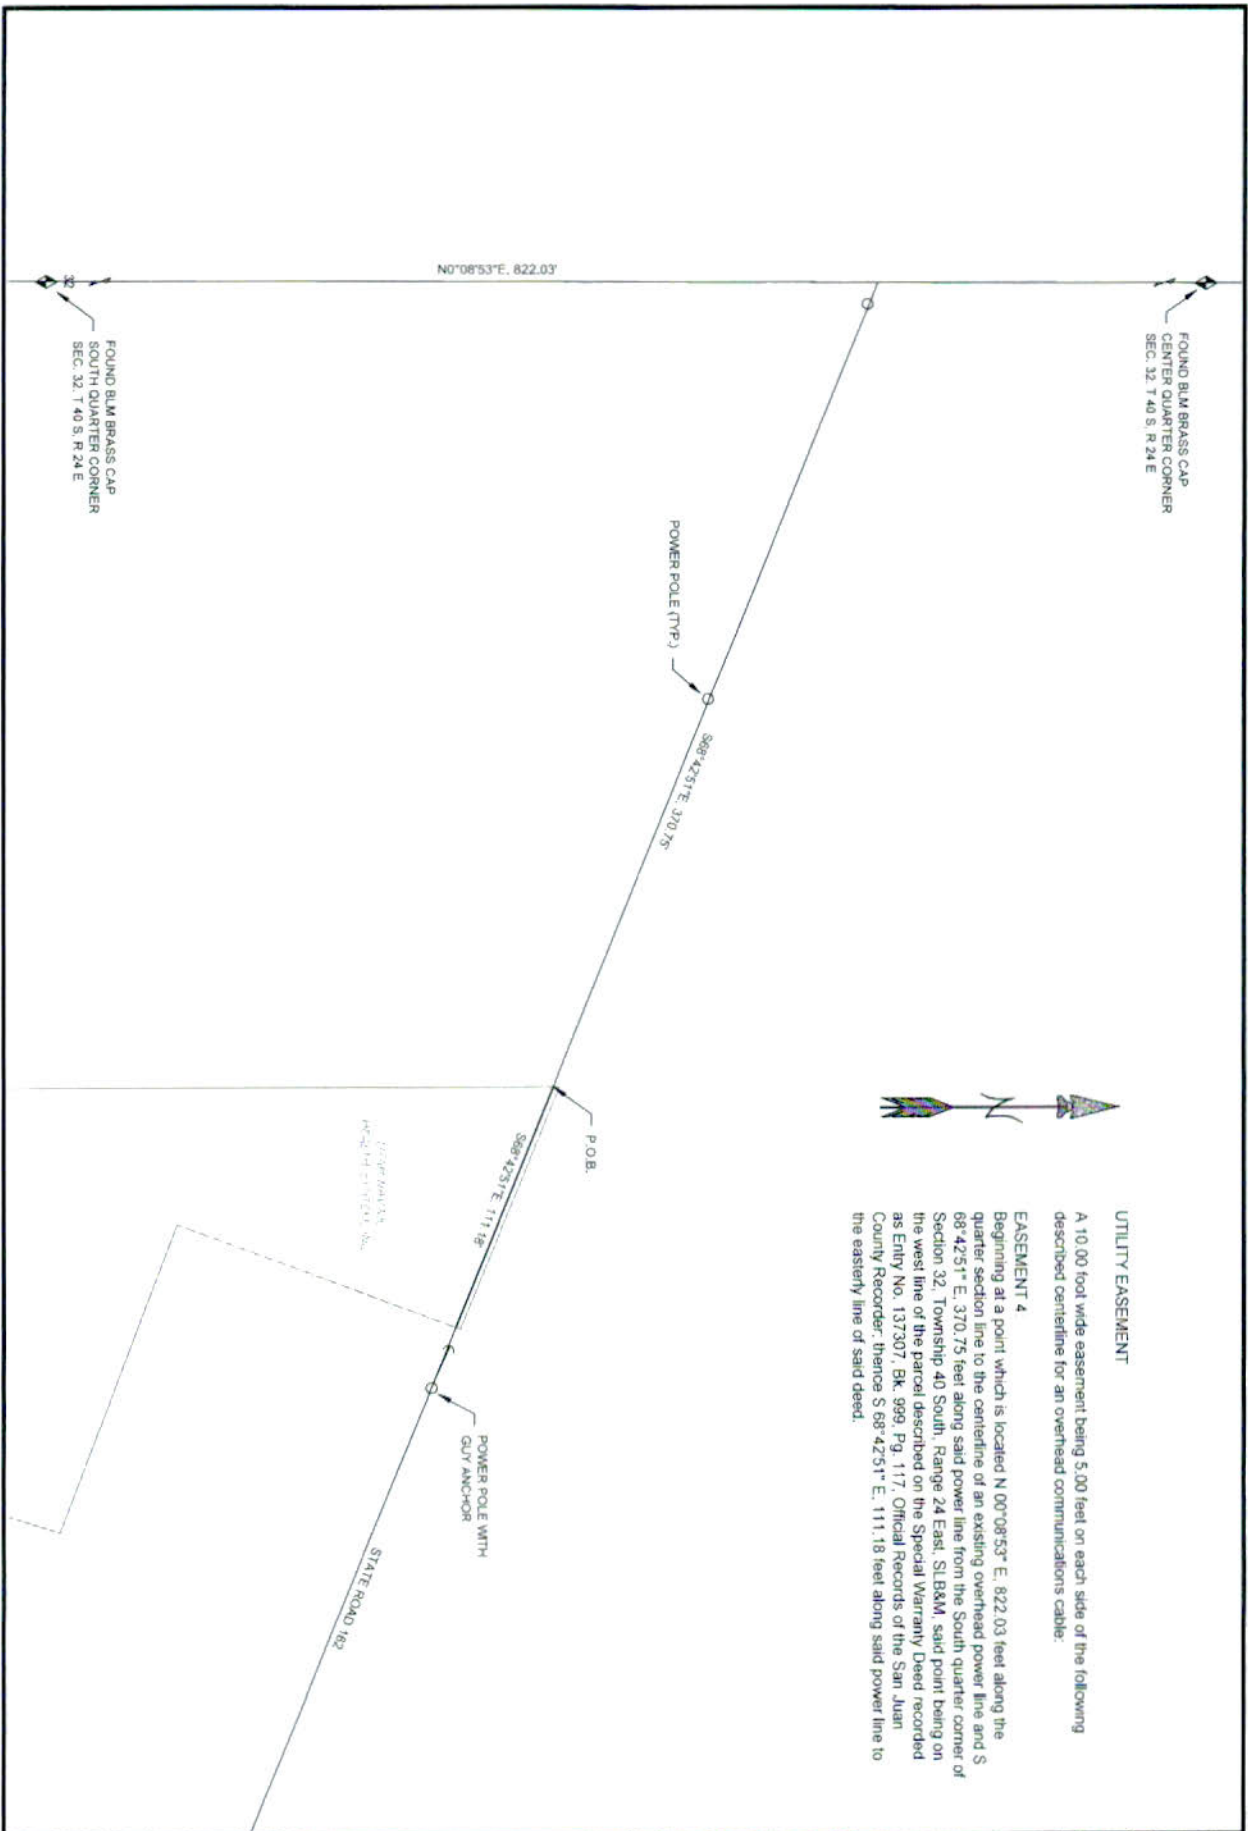 UTILITY EASEMENT
A 10.00 foot wide easement being 5.00 feet on each side of the following
described centerline for an overhead communications cable:
EASEMENT 4
Beginning at a point which is located N 00°08'53" E, 822.03 feet along the
quarter section line to the centerline of an existing overhead power line and S
68°42'51" E, 370.75 feet along said power line from the South quarter corner of
Section 32, Township 40 South, Range 24 East, SLB&M, said point being on
the west line of the parcel described on the Special Warranty Deed recorded
as Entry No. 137307, Bk. 999, Pg. 117, Official Records of the San Juan
County Recorder; thence S 68°42'51" E, 111.18 feet along said power line to
the easterly line of said deed.
FOUND BLM BRASS CAP
CENTER QUARTER CORNER
SEC. 32, T 40 S, R 24 E
N
N0°08'53"E, 822.03'
POWER POLE (TYP.)
S68°42'51"E, 370.75'
P.O.B.
S68°42'51"E, 111.18'
POWER POLE WITH
GUY ANCHOR
STATE ROAD 162
32
FOUND BLM BRASS CAP
SOUTH QUARTER CORNER
SEC. 32, T 40 S, R 24 E